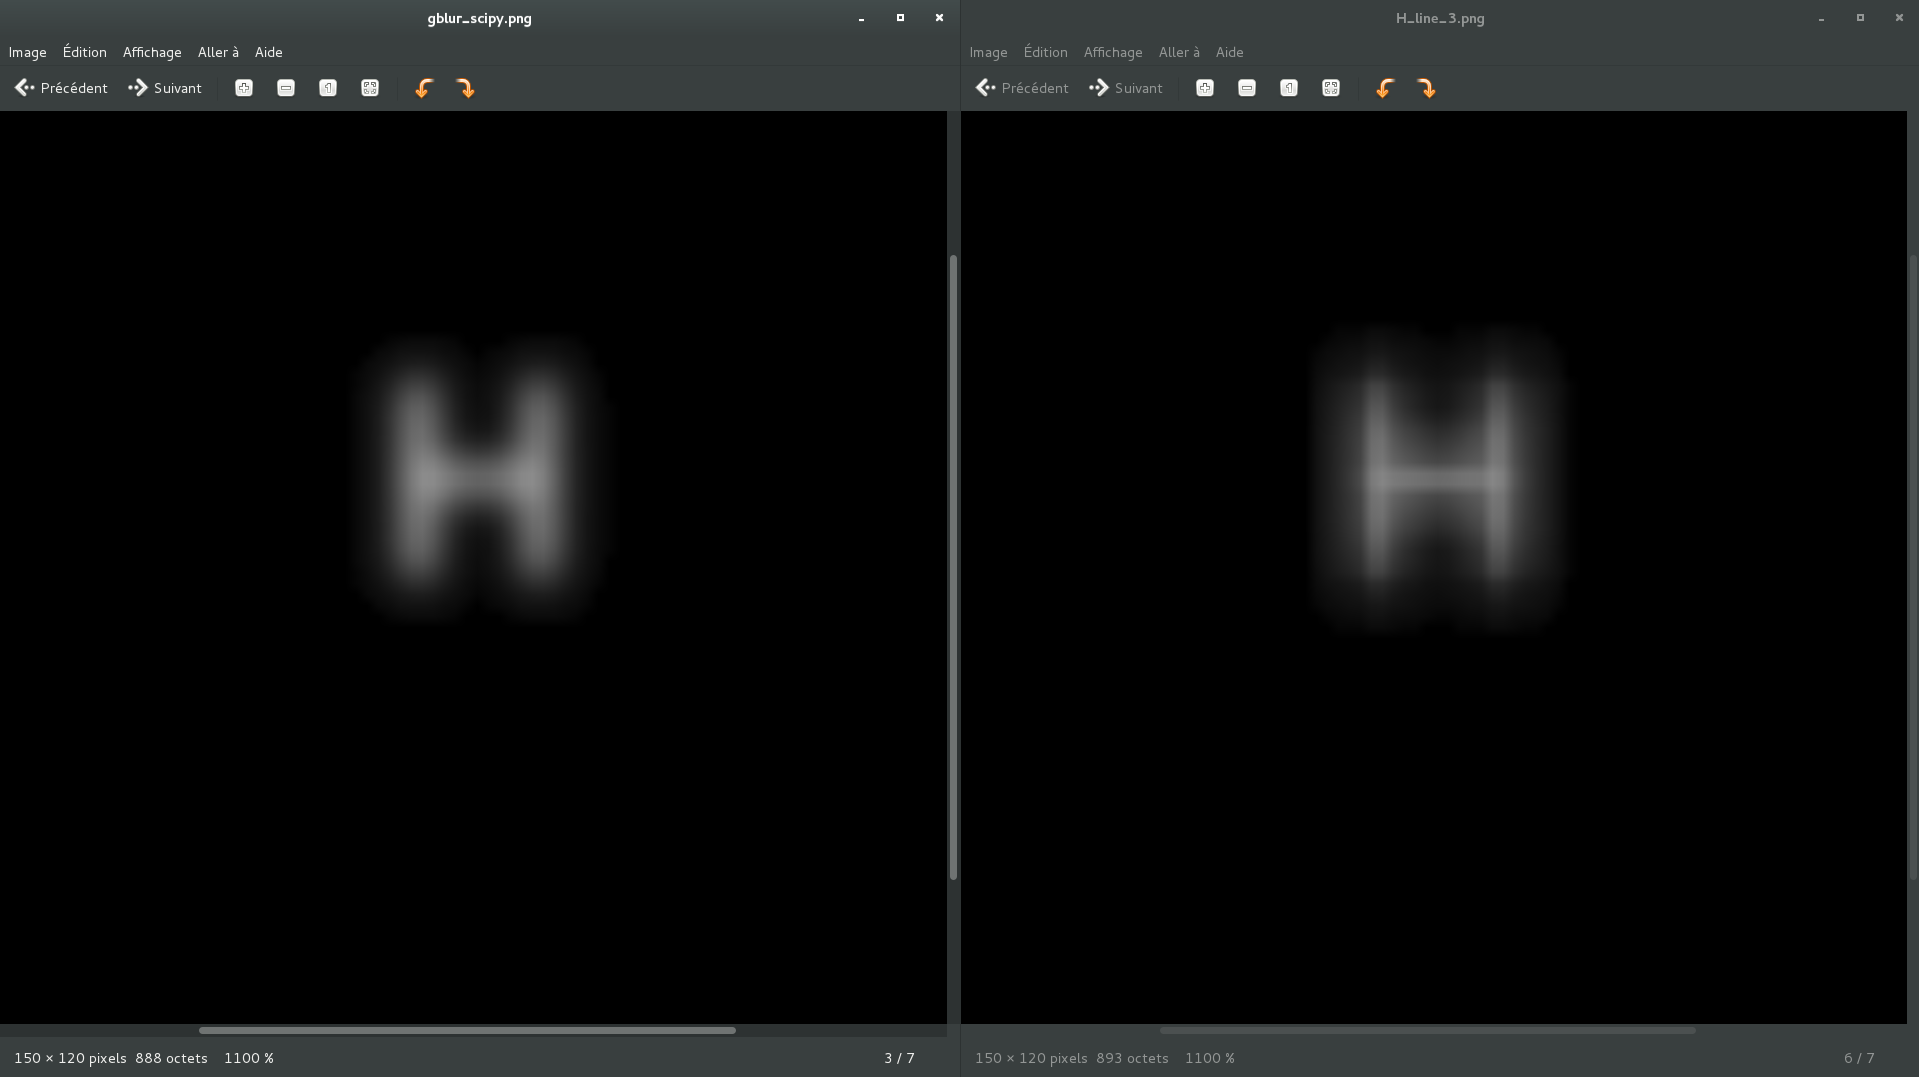 gblur_scipy.png
Image Édition Affichage Aller à Aide
Précédent Suivant
H
150 × 120 pixels 888 octets 1100 % 3 / 7
H_line_3.png
Image Édition Affichage Aller à Aide
Précédent Suivant
H
150 × 120 pixels 893 octets 1100 % 6 / 7